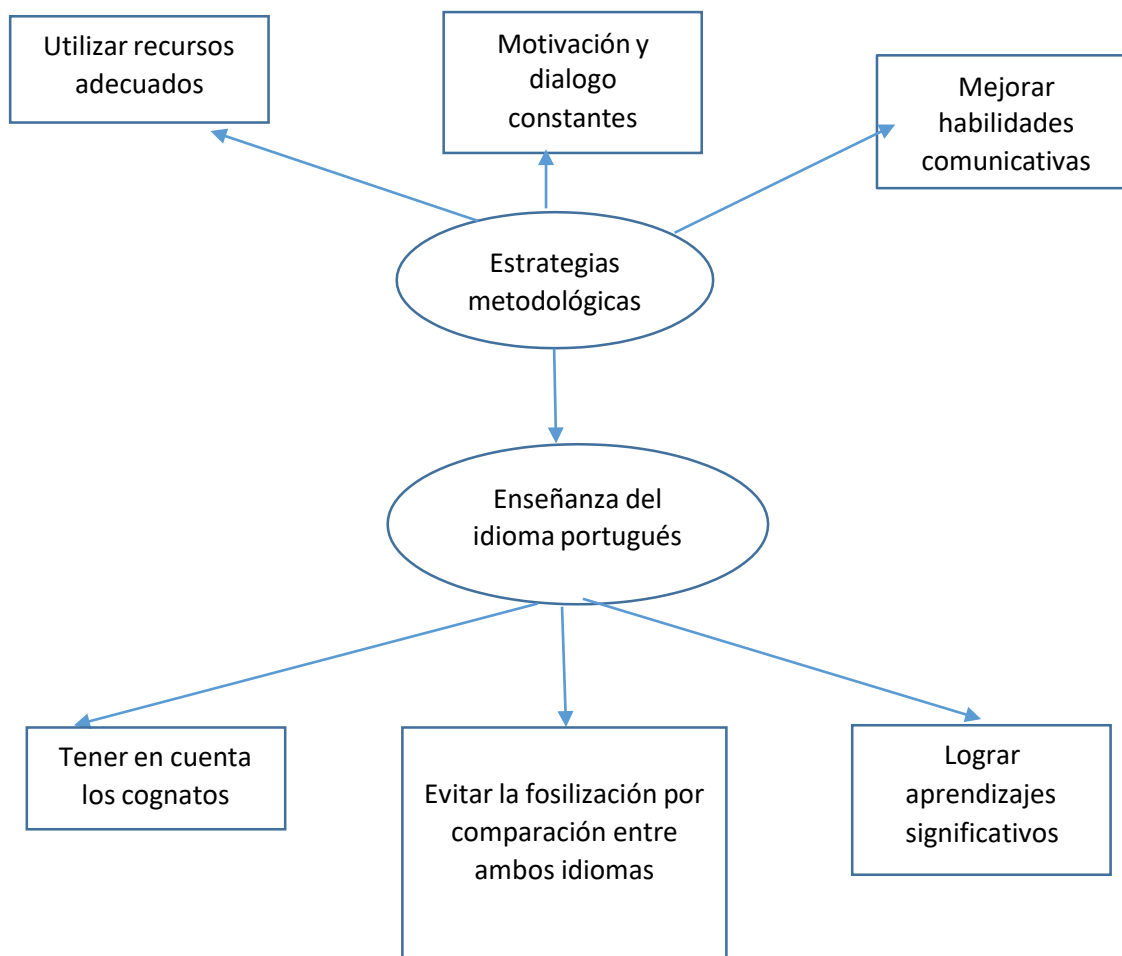 Utilizar recursos
adecuados
Motivación y
dialogo
constantes
Mejorar
habilidades
comunicativas
Estrategias
metodológicas
Enseñanza del
idioma portugués
Tener en cuenta
los cognatos
Evitar la fosilización por
comparación entre
ambos idiomas
Lograr
aprendizajes
significativos